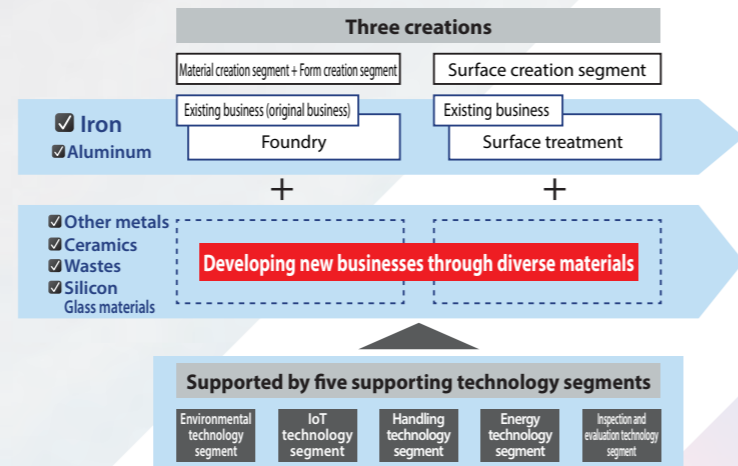 Three creations
Material creation segment + Form creation segment
Surface creation segment
Existing business (original business)
Existing business
Iron
Aluminum
Foundry
Surface treatment
+
+
Other metals
Ceramics
Wastes
Silicon
Glass materials
Developing new businesses through diverse materials
Supported by five supporting technology segments
Environmental
technology
segment
IoT
technology
segment
Handling
technology
segment
Energy
technology
segment
Inspection and
evaluation technology
segment